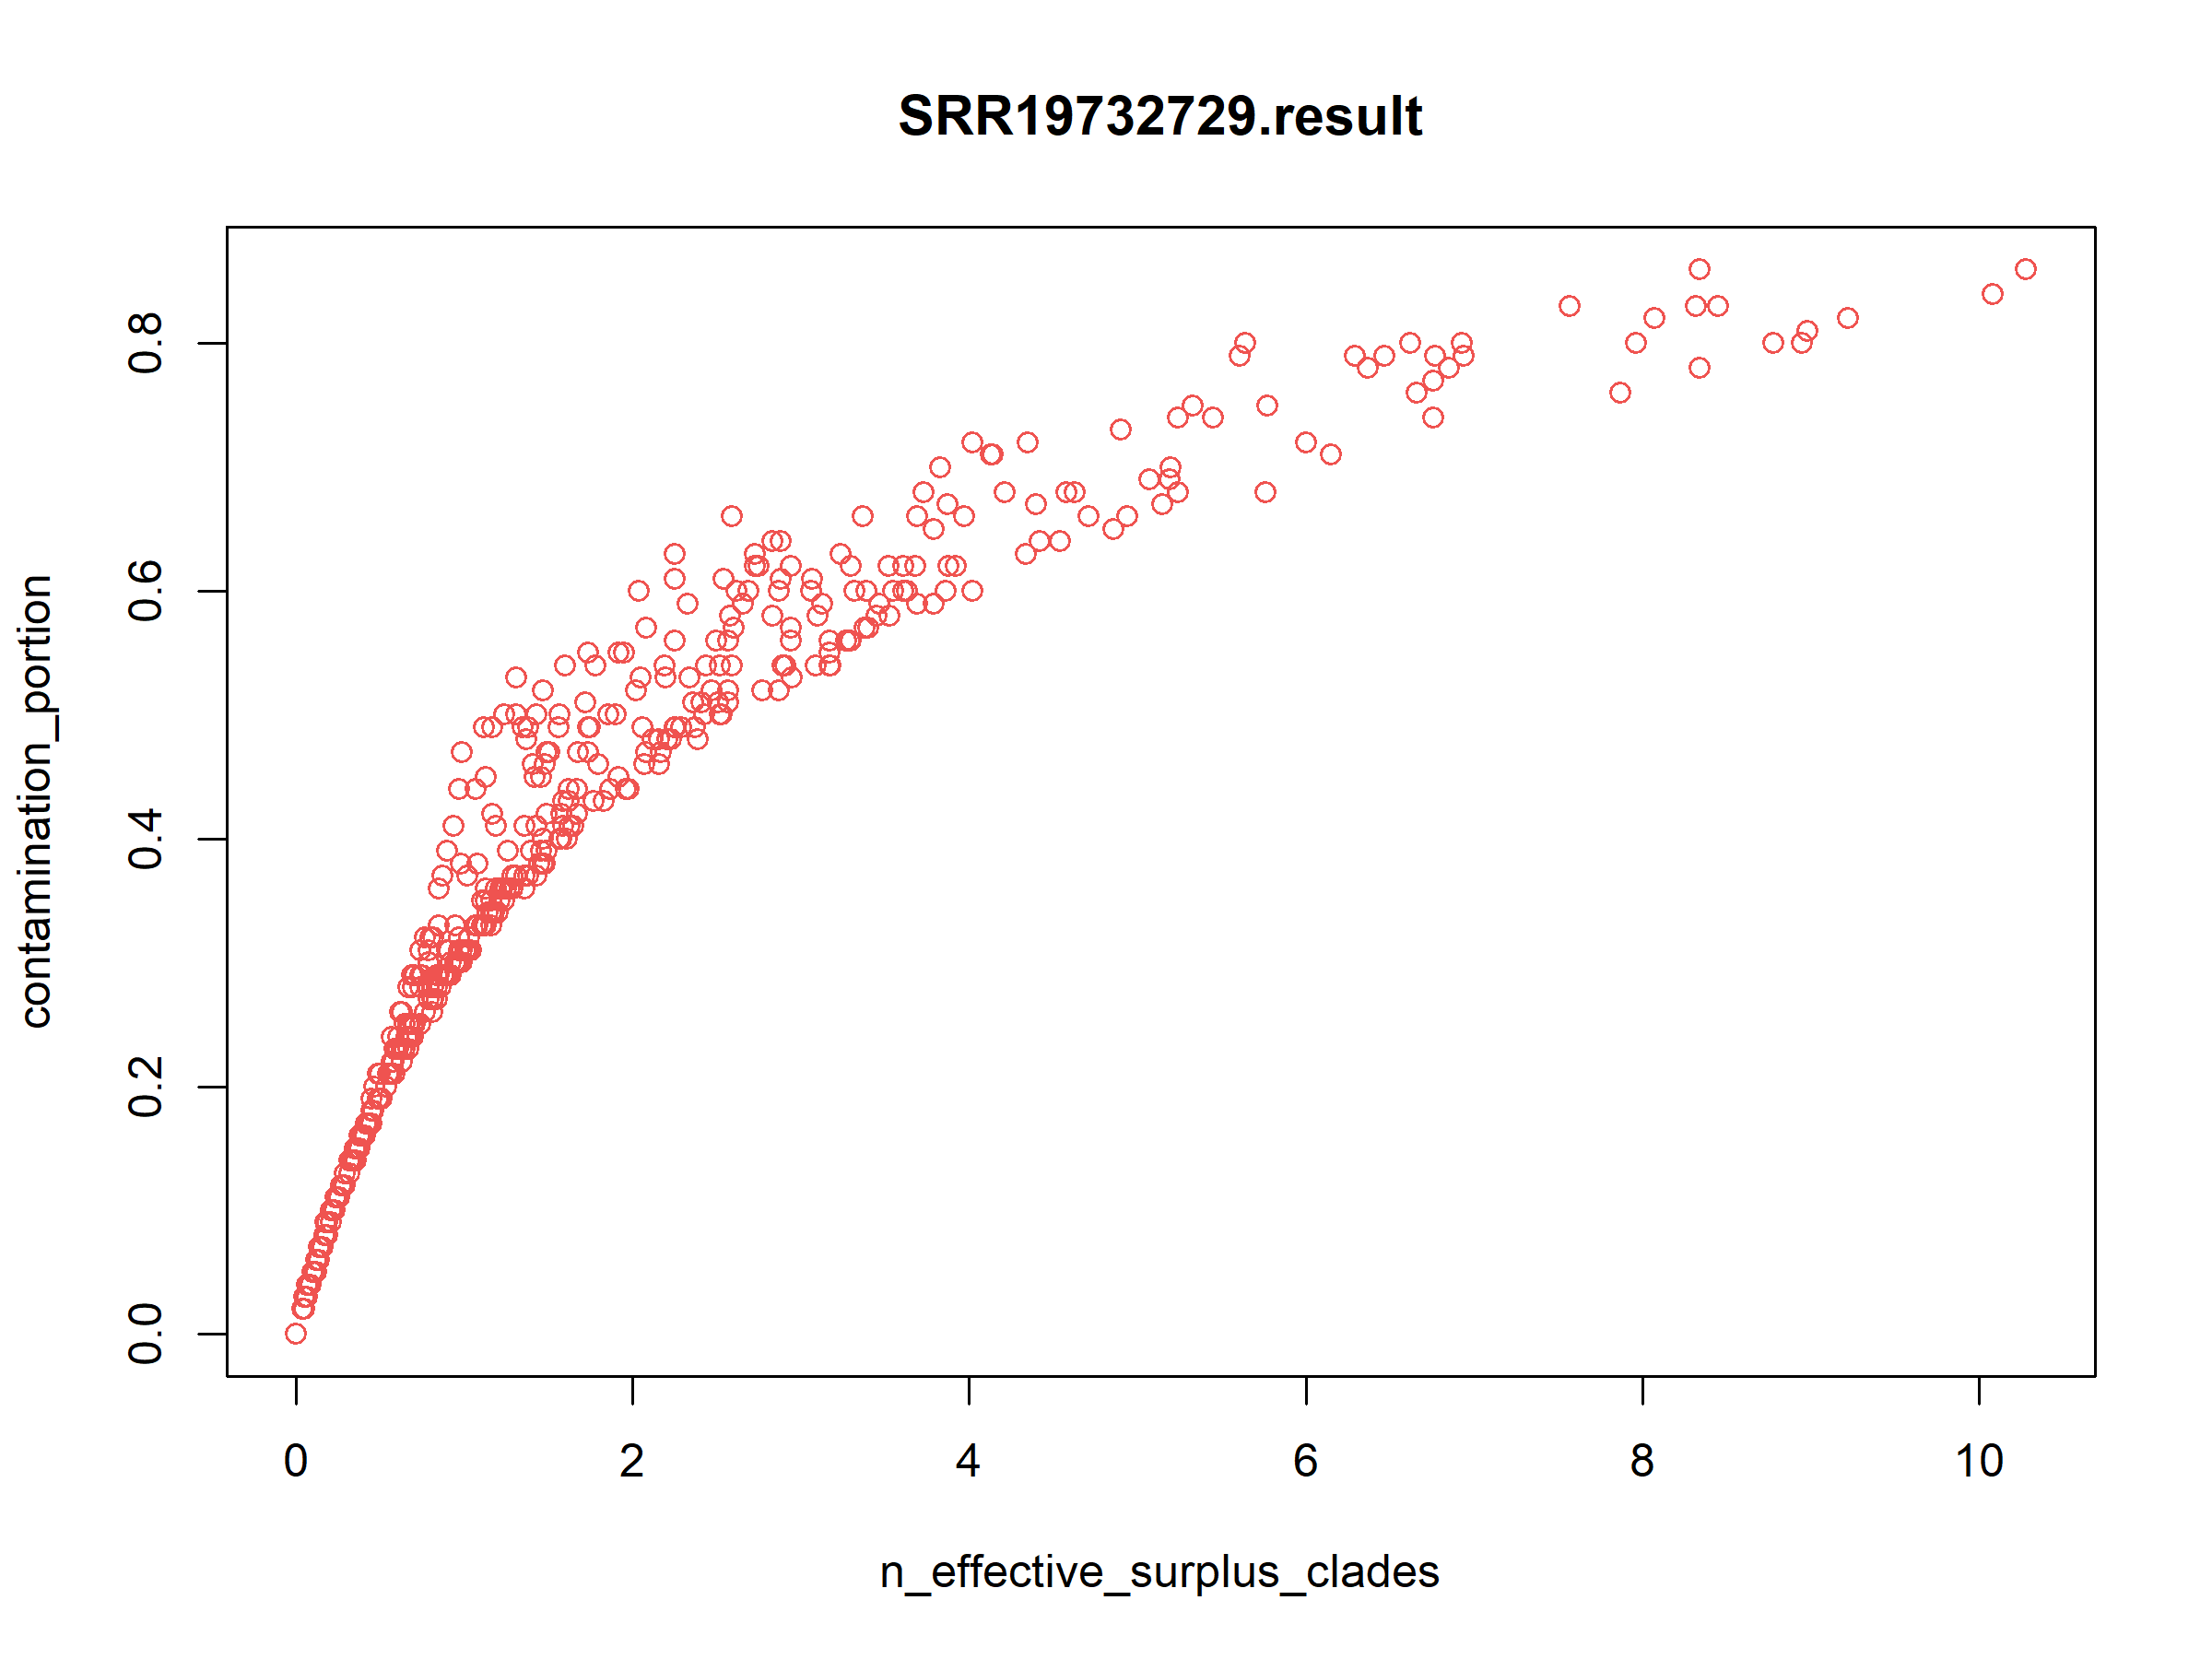 SRR19732729.result
contamination_portion
0.8
0.6
0.4
0.2
0.0
0 2 4 6 8 10
n_effective_surplus_clades